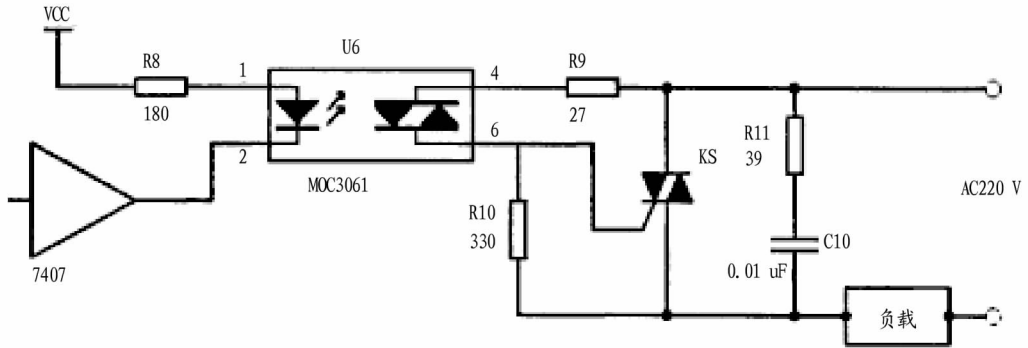 VCC
R8
180
1
2
U6
MOC3061
4
6
R9
27
KS
R11
39
AC220 V
R10
330
C10
0.01 uF
负载
7407